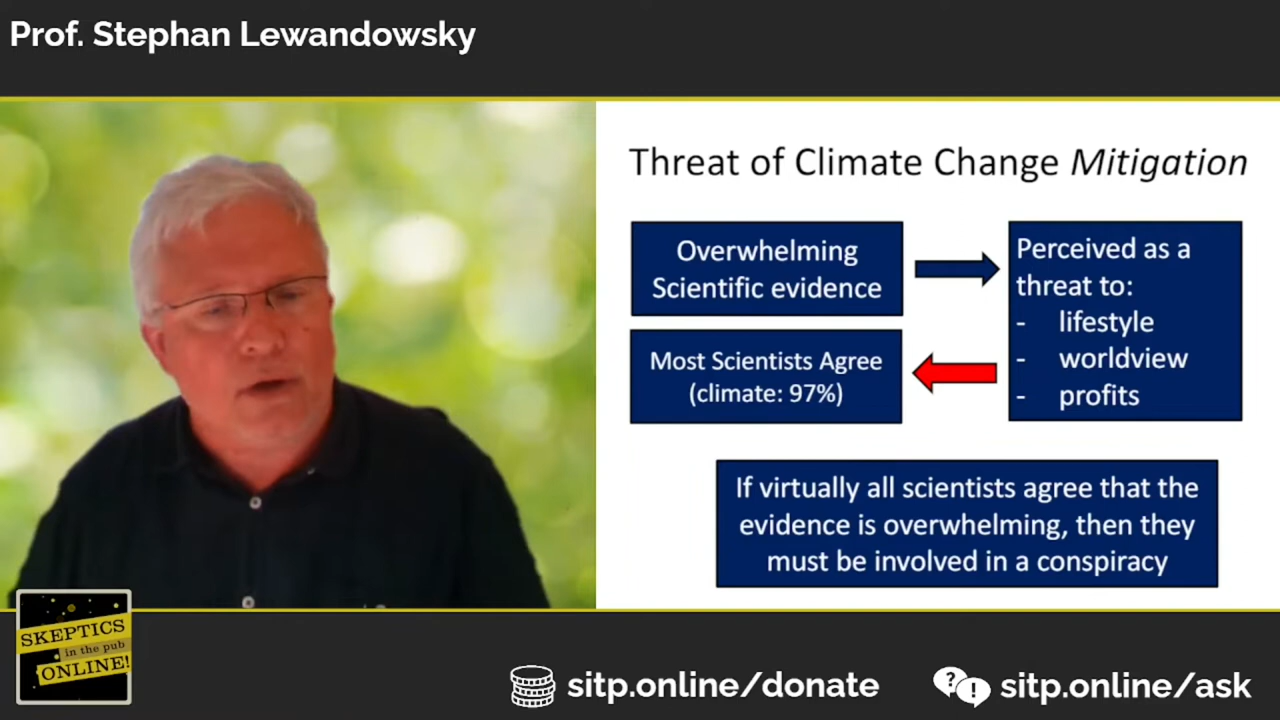 Prof. Stephan Lewandowsky
Threat of Climate Change Mitigation
Overwhelming
Scientific evidence
Most Scientists Agree
(climate: 97%)
Perceived as a
threat to:
- lifestyle
- worldview
- profits
If virtually all scientists agree that the
evidence is overwhelming, then they
must be involved in a conspiracy
SKEPTICS
in the pub
ONLINE!
sitp.online/donate
?!
sitp.online/ask